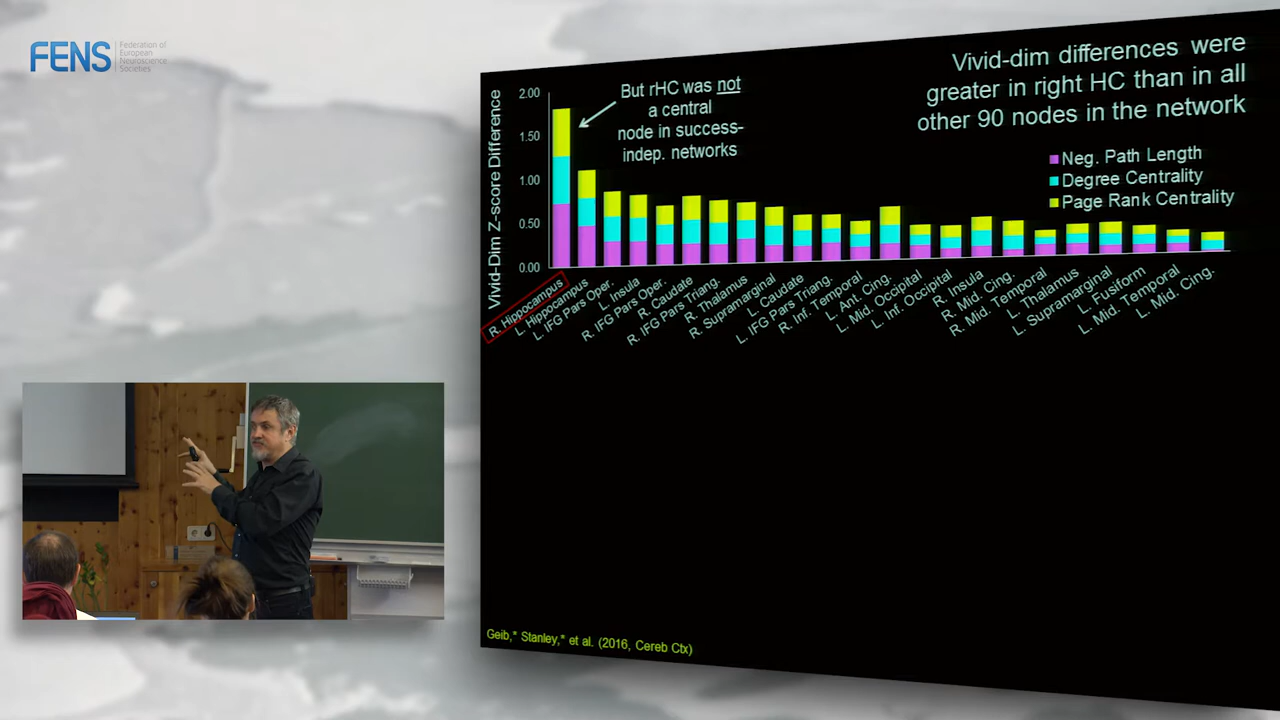 FENS
Federation of
European
Neuroscience
Societies
Vivid-dim differences were
greater in right HC than in all
other 90 nodes in the network
But rHC was not
a central
node in success-
indep. networks
Neg. Path Length
Degree Centrality
Page Rank Centrality
Vivid-Dim Z-score Difference
2.00
1.50
1.00
0.50
0.00
R. Hippocampus
L. Hippocampus
L. IFG Pars Oper.
L. Insula
R. IFG Pars Oper.
R. Caudate
R. IFG Pars Triang.
R. Thalamus
R. Supramarginal
L. Caudate
L. IFG Pars Triang.
R. Inf. Temporal
L. Ant. Cing.
L. Mid. Occipital
L. Inf. Occipital
R. Insula
R. Mid. Cing.
R. Mid. Temporal
L. Thalamus
L. Supramarginal
L. Fusiform
L. Mid. Temporal
L. Mid. Cing.
Geib,* Stanley,* et al. (2016, Cereb Ctx)